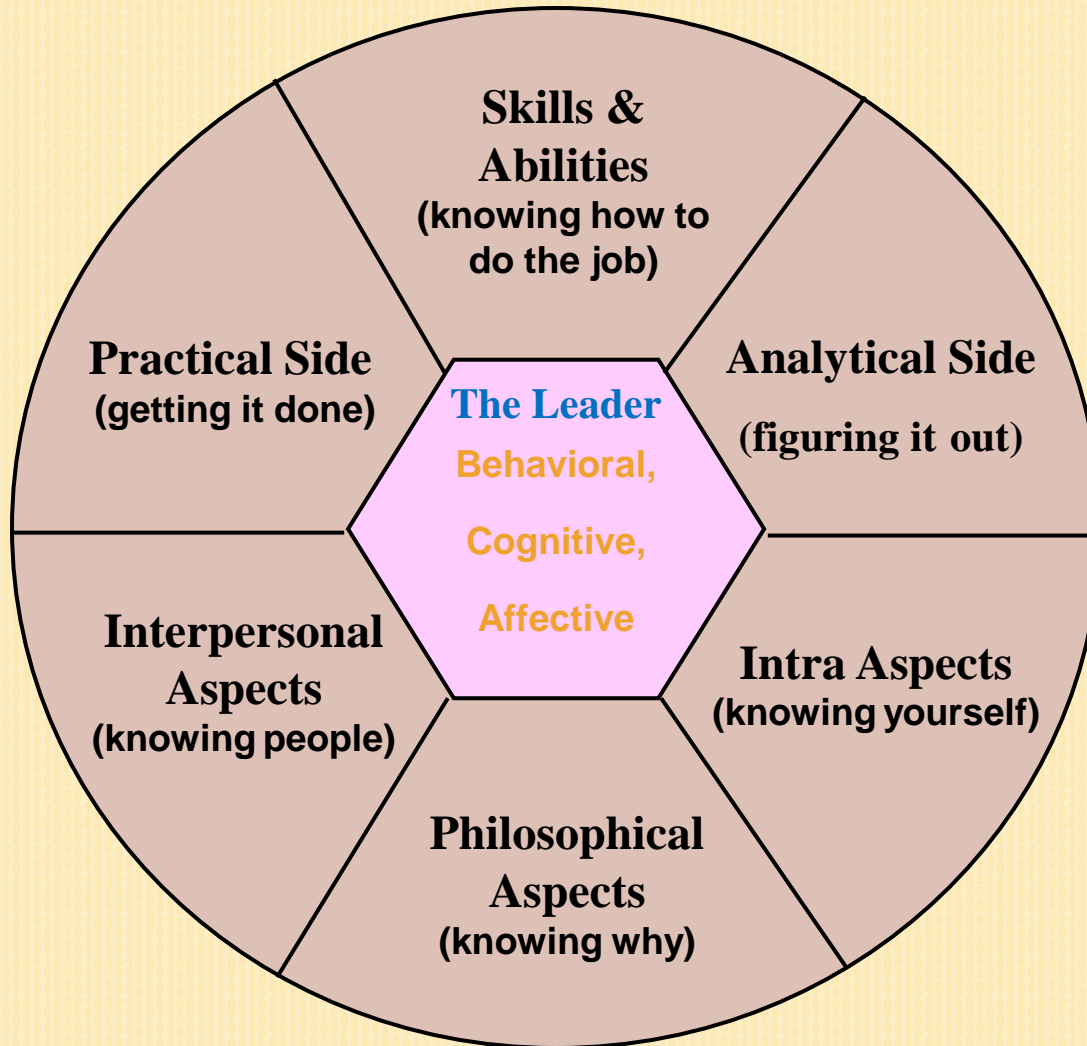 Skills &
Abilities
(knowing how to
do the job)
Analytical Side
(figuring it out)
Intra Aspects
(knowing yourself)
Philosophical
Aspects
(knowing why)
Interpersonal
Aspects
(knowing people)
Practical Side
(getting it done)
The Leader
Behavioral,
Cognitive,
Affective